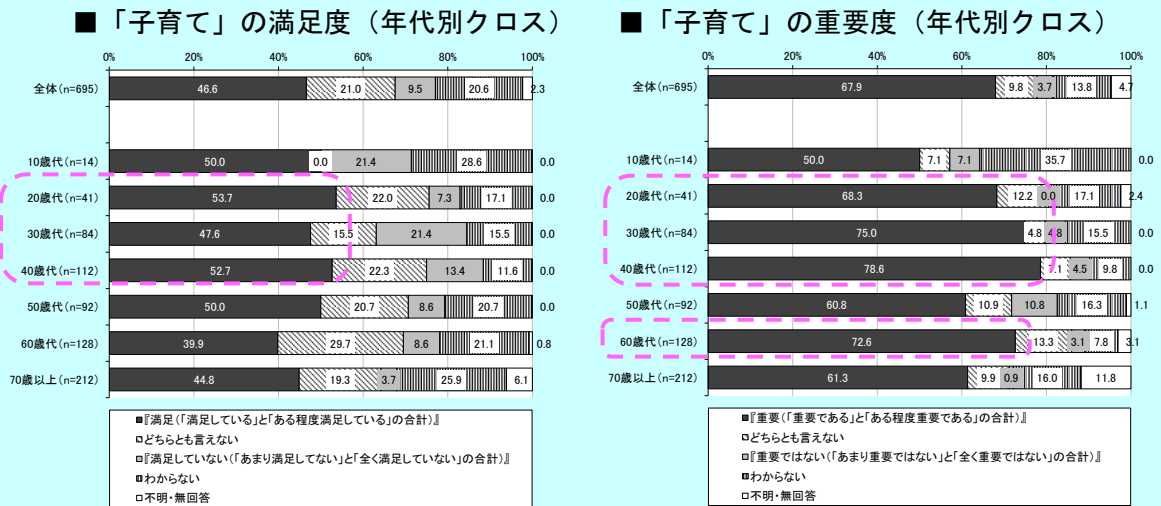 ■「子育て」の満足度（年代別クロス）
0% 20% 40% 60% 80% 100%
全体(n=695) 46.6 21.0 9.5 20.6 2.3
10歳代(n=14) 50.0 0.0 21.4 28.6 0.0
20歳代(n=41) 53.7 22.0 7.3 17.1 0.0
30歳代(n=84) 47.6 15.5 21.4 15.5 0.0
40歳代(n=112) 52.7 22.3 13.4 11.6 0.0
50歳代(n=92) 50.0 20.7 8.6 20.7 0.0
60歳代(n=128) 39.9 29.7 8.6 21.1 0.8
70歳以上(n=212) 44.8 19.3 3.7 25.9 6.1
『満足(「満足している」と「ある程度満足している」の合計)』
どちらとも言えない
『満足していない(「あまり満足してない」と「全く満足していない」の合計)』
わからない
不明・無回答
■「子育て」の重要度（年代別クロス）
0% 20% 40% 60% 80% 100%
全体(n=695) 67.9 9.8 3.7 13.8 4.7
10歳代(n=14) 50.0 7.1 7.1 35.7 0.0
20歳代(n=41) 68.3 12.2 0.0 17.1 2.4
30歳代(n=84) 75.0 4.8 4.8 15.5 0.0
40歳代(n=112) 78.6 7.1 4.5 9.8 0.0
50歳代(n=92) 60.8 10.9 10.8 16.3 1.1
60歳代(n=128) 72.6 13.3 3.1 7.8 3.1
70歳以上(n=212) 61.3 9.9 0.9 16.0 11.8
『重要(「重要である」と「ある程度重要である」の合計)』
どちらとも言えない
『重要ではない(「あまり重要ではない」と「全く重要ではない」の合計)』
わからない
不明・無回答